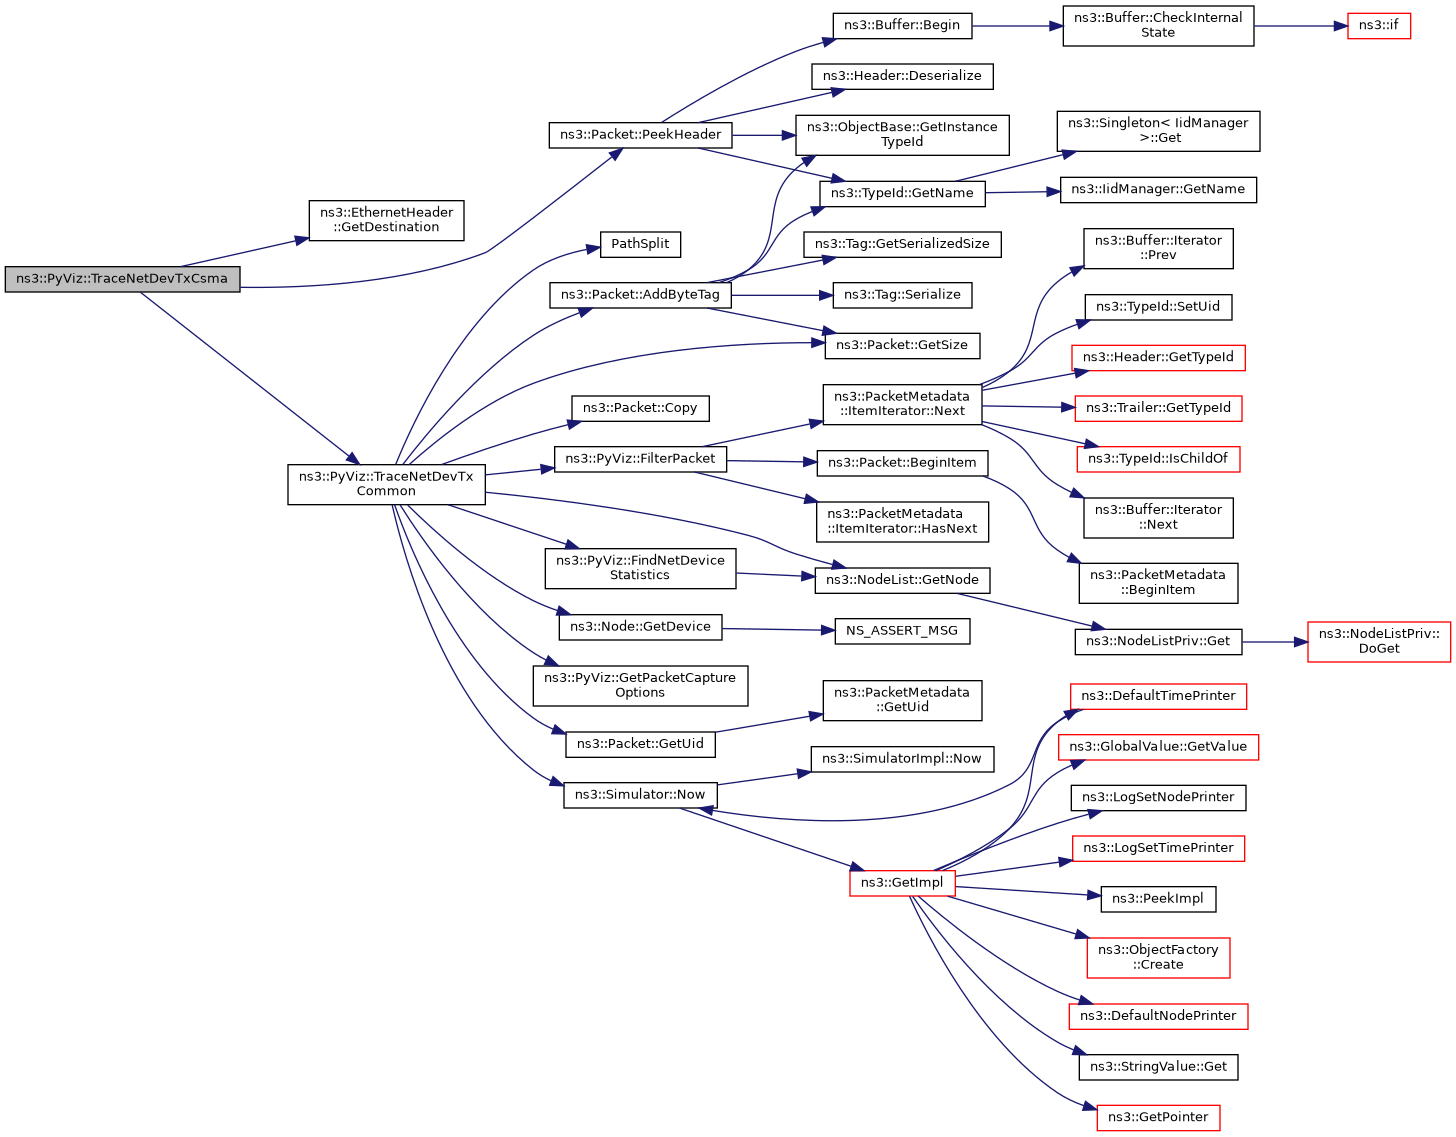 ns3::PyViz::TraceNetDevTxCsma
ns3::EthernetHeader
::GetDestination
ns3::PyViz::TraceNetDevTx
Common
ns3::Packet::PeekHeader
PathSplit
ns3::Packet::AddByteTag
ns3::Packet::Copy
ns3::PyViz::FilterPacket
ns3::PyViz::FindNetDevice
Statistics
ns3::Node::GetDevice
ns3::PyViz::GetPacketCapture
Options
ns3::Packet::GetUid
ns3::Simulator::Now
ns3::Buffer::Begin
ns3::Header::Deserialize
ns3::ObjectBase::GetInstance
TypeId
ns3::TypeId::GetName
ns3::Tag::GetSerializedSize
ns3::Tag::Serialize
ns3::Packet::GetSize
ns3::PacketMetadata
::ItemIterator::Next
ns3::Packet::BeginItem
ns3::PacketMetadata
::ItemIterator::HasNext
ns3::NodeList::GetNode
NS_ASSERT_MSG
ns3::PacketMetadata
::GetUid
ns3::SimulatorImpl::Now
ns3::GetImpl
ns3::Buffer::CheckInternal
State
ns3::Singleton< IidManager
>::Get
ns3::IidManager::GetName
ns3::Buffer::Iterator
::Prev
ns3::TypeId::SetUid
ns3::Header::GetTypeId
ns3::Trailer::GetTypeId
ns3::TypeId::IsChildOf
ns3::Buffer::Iterator
::Next
ns3::PacketMetadata
::BeginItem
ns3::NodeListPriv::Get
ns3::DefaultTimePrinter
ns3::GlobalValue::GetValue
ns3::LogSetNodePrinter
ns3::LogSetTimePrinter
ns3::PeekImpl
ns3::ObjectFactory
::Create
ns3::DefaultNodePrinter
ns3::StringValue::Get
ns3::GetPointer
ns3::if
ns3::NodeListPriv::
DoGet